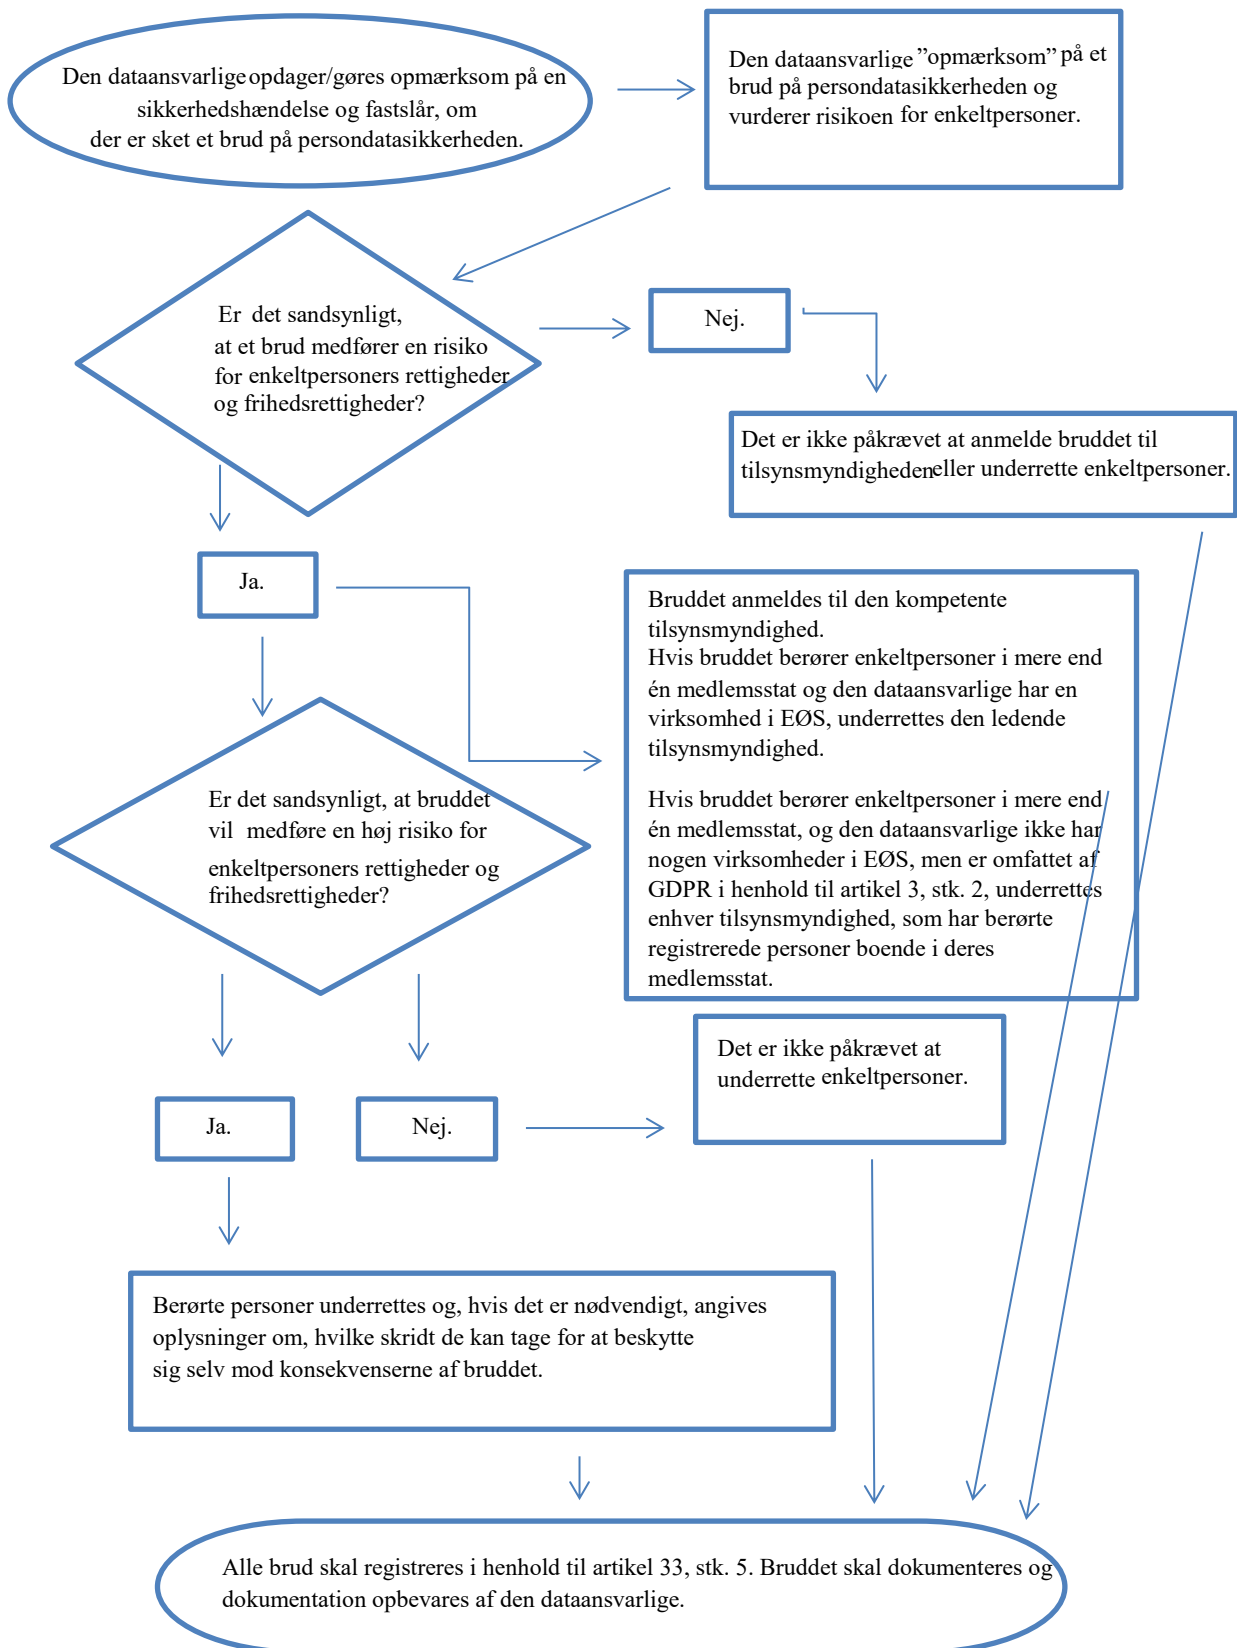 Den dataansvarlige opdager/gøres opmærksom på en
sikkerhedshændelse og fastslår, om
der er sket et brud på persondatasikkerheden.
Den dataansvarlige ”opmærksom” på et
brud på persondatasikkerheden og
vurderer risikoen for enkeltpersoner.
Er det sandsynligt,
at et brud medfører en risiko
for enkeltpersoners rettigheder
og frihedsrettigheder?
Nej.
Det er ikke påkrævet at anmelde bruddet til
tilsynsmyndigheden eller underrette enkeltpersoner.
Ja.
Bruddet anmeldes til den kompetente
tilsynsmyndighed.
Hvis bruddet berører enkeltpersoner i mere end
én medlemsstat og den dataansvarlige har en
virksomhed i EØS, underrettes den ledende
tilsynsmyndighed.
Hvis bruddet berører enkeltpersoner i mere end
én medlemsstat, og den dataansvarlige ikke har
nogen virksomheder i EØS, men er omfattet af
GDPR i henhold til artikel 3, stk. 2, underrettes
enhver tilsynsmyndighed, som har berørte
registrerede personer boende i deres
medlemsstat.
Er det sandsynligt, at bruddet
vil medføre en høj risiko for
enkeltpersoners rettigheder og
frihedsrettigheder?
Det er ikke påkrævet at
underrette enkeltpersoner.
Ja.
Nej.
Berørte personer underrettes og, hvis det er nødvendigt, angives
oplysninger om, hvilke skridt de kan tage for at beskytte
sig selv mod konsekvenserne af bruddet.
Alle brud skal registreres i henhold til artikel 33, stk. 5. Bruddet skal dokumenteres og
dokumentation opbevares af den dataansvarlige.